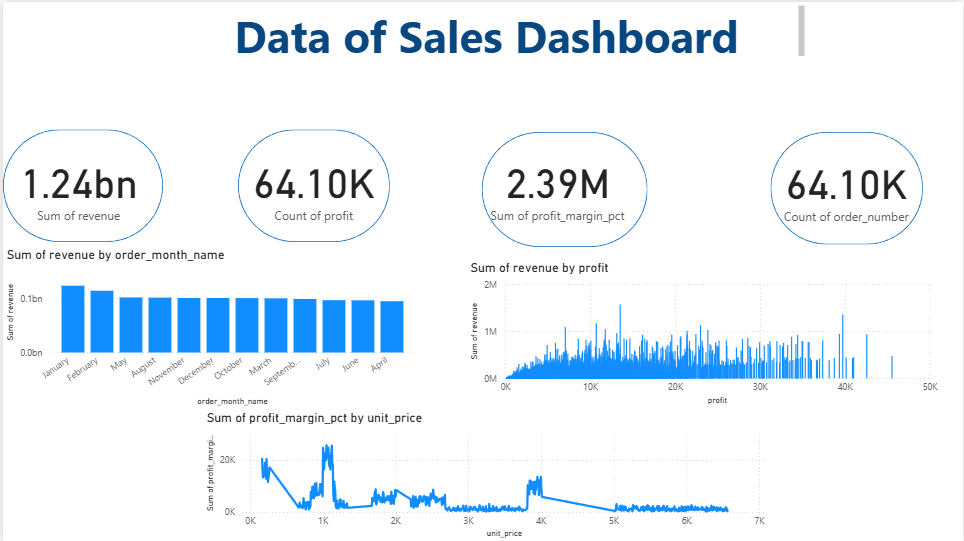 Data of Sales Dashboard
1.24bn
Sum of revenue
64.10K
Count of profit
2.39M
Sum of profit_margin_pct
64.10K
Count of order_number
Sum of revenue by order_month_name
Sum of revenue
0.1bn
0.0bn
January
February
May
August
November
December
October
March
Septemb...
July
June
April
order_month_name
Sum of revenue by profit
Sum of revenue
2M
1M
0M
0K
10K
20K
30K
40K
50K
profit
Sum of profit_margin_pct by unit_price
Sum of profit_margi...
20K
0K
0K
1K
2K
3K
4K
5K
6K
7K
unit_price